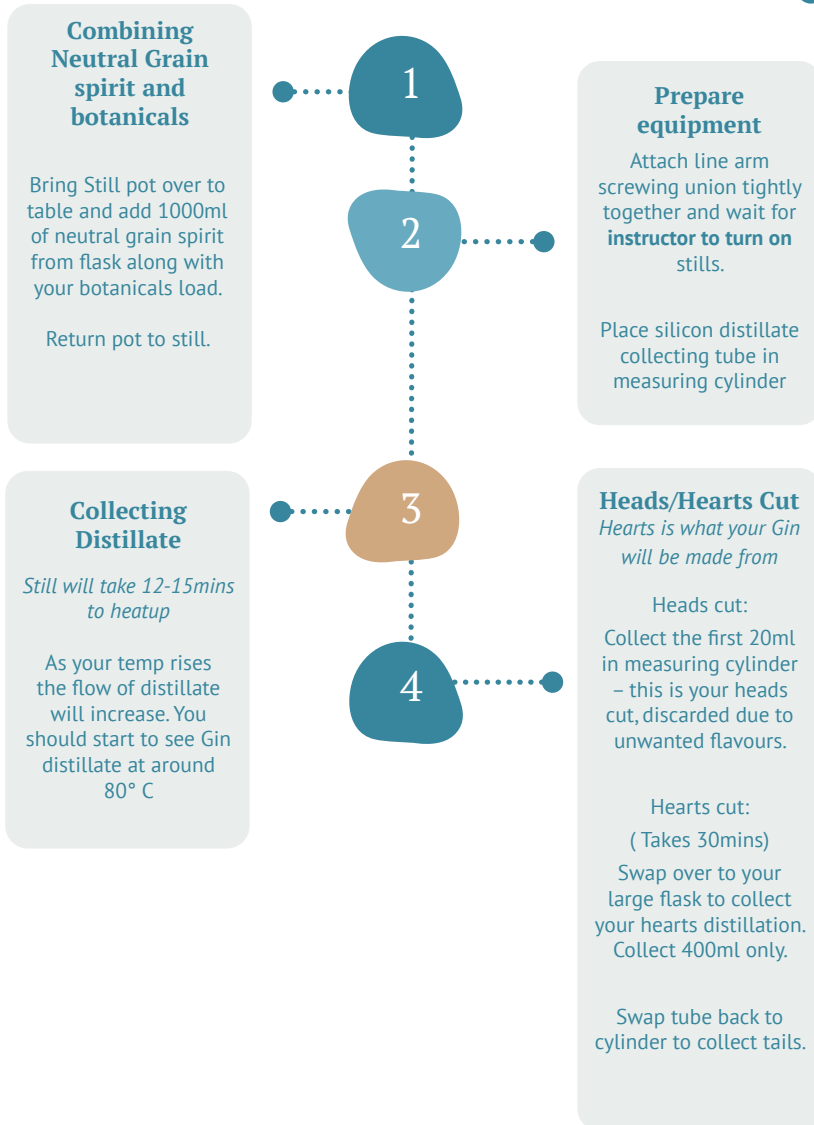 Combining
Neutral Grain
spirit and
botanicals
Bring Still pot over to
table and add 1000ml
of neutral grain spirit
from flask along with
your botanicals load.
Return pot to still.
1
2
Prepare
equipment
Attach line arm
screwing union tightly
together and wait for
instructor to turn on
stills.
Place silicon distillate
collecting tube in
measuring cylinder
Collecting
Distillate
Still will take 12-15mins
to heatup
As your temp rises
the flow of distillate
will increase. You
should start to see Gin
distillate at around
80° C
3
4
Heads/Hearts Cut
Hearts is what your Gin
will be made from
Heads cut:
Collect the first 20ml
in measuring cylinder
– this is your heads
cut, discarded due to
unwanted flavours.
Hearts cut:
( Takes 30mins)
Swap over to your
large flask to collect
your hearts distillation.
Collect 400ml only.
Swap tube back to
cylinder to collect tails.